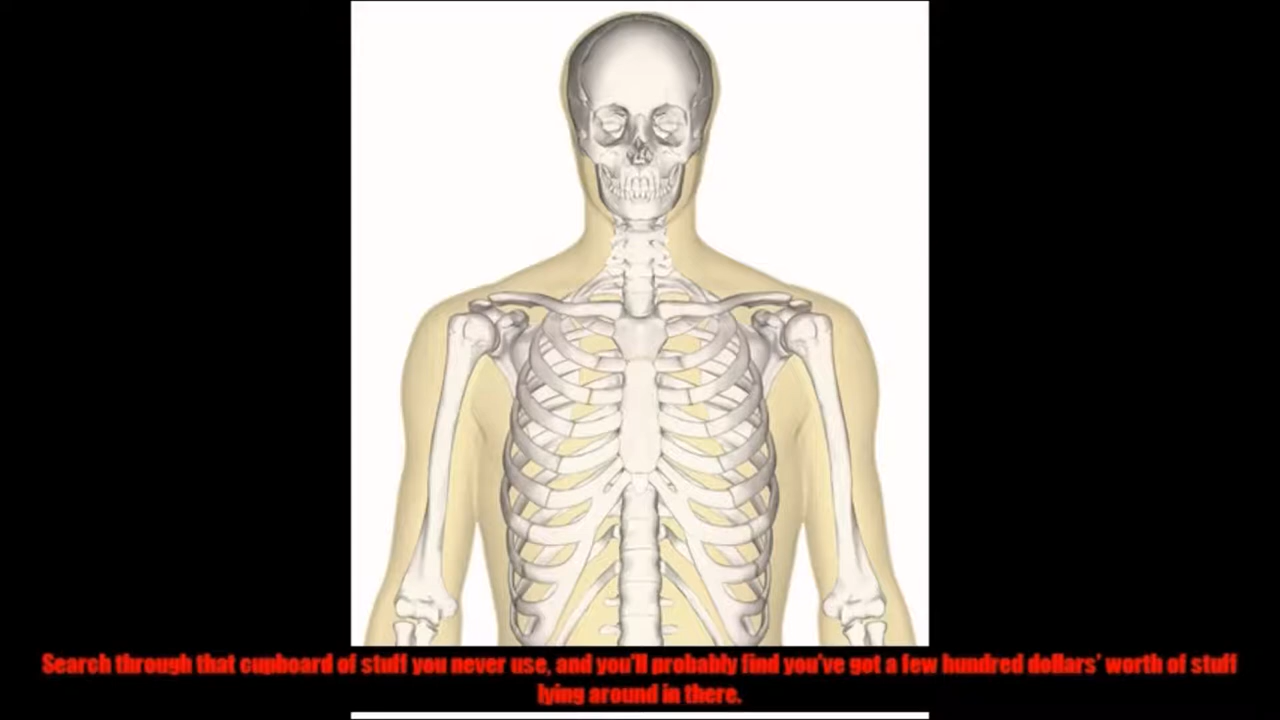 Search through that cupboard of stuff you never use, and you'll probably find you've got a few hundred dollars' worth of stuff
lying around in there.